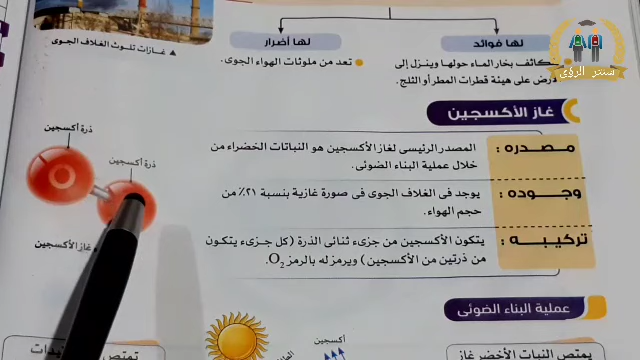 لها فوائد
لها أضرار
سنتر الرؤى
تكاثف بخار الماء حولها وينزل إلى
الأرض على هيئة قطرات المطر أو الثلج.
تعد من ملوثات الهواء الجوى.
غازات تلوث الغلاف الجوى
غاز الأكسجين
مصدره :
المصدر الرئيسى لغاز الأكسجين هو النباتات الخضراء من
خلال عملية البناء الضوئى.
وجوده :
يوجد فى الغلاف الجوى فى صورة غازية بنسبة ٢١٪ من
حجم الهواء.
تركيبه :
يتكون الأكسجين من جزىء ثنائى الذرة (كل جزىء يتكون
من ذرتين من الأكسجين) ويرمز له بالرمز O₂.
ذرة أكسجين
ذرة أكسجين
غاز الأكسجين
عملية البناء الضوئى
أكسجين
يمتص النبات الأخضر غاز
تمتص